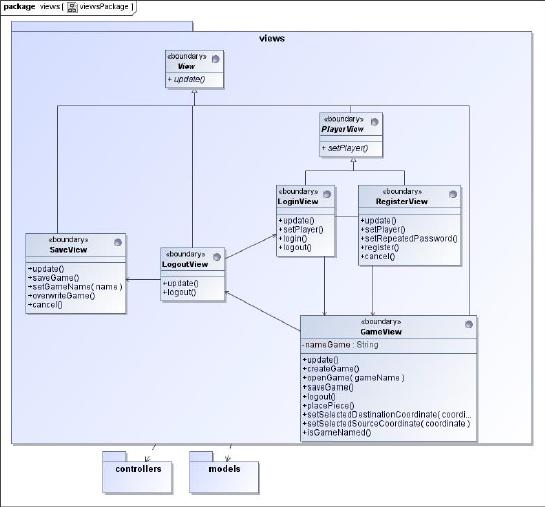 package views [ viewsPackage ]
views
«boundary»
View
+ update()
«boundary»
PlayerView
+ setPlayer()
«boundary»
LoginView
+update()
+setPlayer()
+login()
+logout()
«boundary»
RegisterView
+update()
+setPlayer()
+setRepeatedPassword()
+register()
+cancel()
«boundary»
SaveView
+update()
+saveGame()
+setGameName( name )
+overwriteGame()
+cancel()
«boundary»
LogoutView
+update()
+logout()
«boundary»
GameView
-nameGame : String
+update()
+createGame()
+openGame( gameName )
+saveGame()
+logout()
+placePiece()
+setSelectedDestinationCoordinate( coordi...
+setSelectedSourceCoordinate( coordinate )
+isGameNamed()
controllers
models